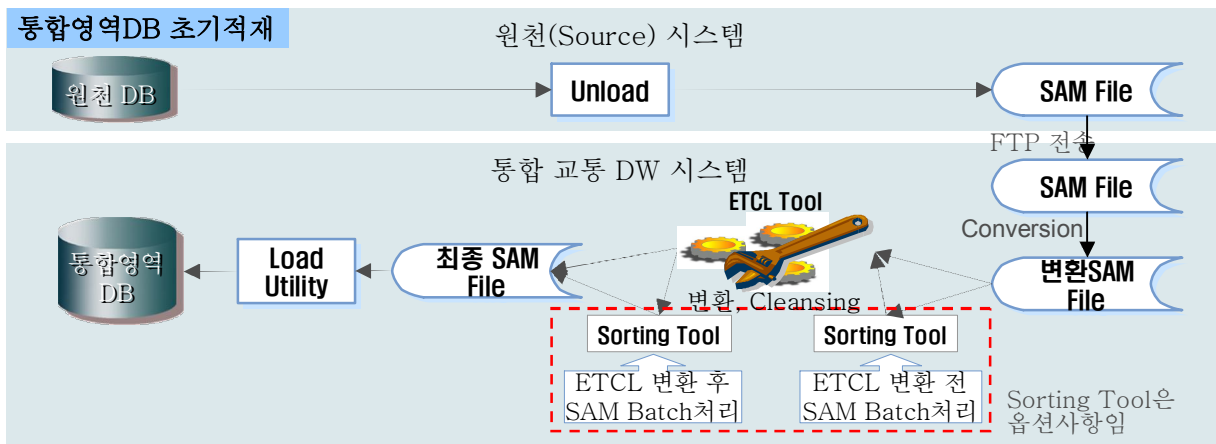 통합영역DB 초기적재
원천(Source) 시스템
원천 DB
Unload
SAM File
FTP 전송
통합 교통 DW 시스템
SAM File
ETCL Tool
Conversion
통합영역
DB
Load
Utility
최종 SAM
File
변환, Cleansing
변환SAM
File
Sorting Tool
Sorting Tool
ETCL 변환 후
SAM Batch처리
ETCL 변환 전
SAM Batch처리
Sorting Tool은
옵션사항임